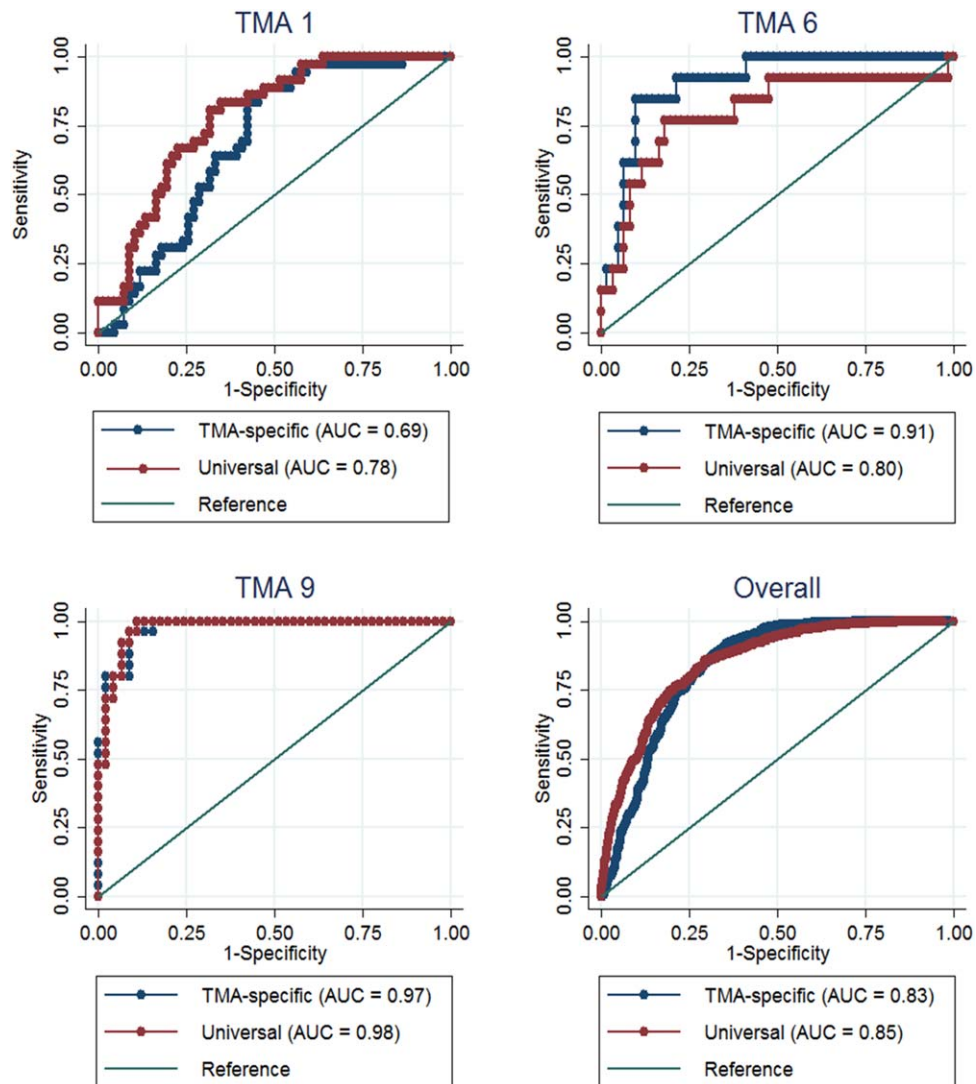 TMA 1
Sensitivity
1.00
0.75
0.50
0.25
0.00
0.00 0.25 0.50 0.75 1.00
1-Specificity
TMA-specific (AUC = 0.69)
Universal (AUC = 0.78)
Reference
TMA 6
Sensitivity
1.00
0.75
0.50
0.25
0.00
0.00 0.25 0.50 0.75 1.00
1-Specificity
TMA-specific (AUC = 0.91)
Universal (AUC = 0.80)
Reference
TMA 9
Sensitivity
1.00
0.75
0.50
0.25
0.00
0.00 0.25 0.50 0.75 1.00
1-Specificity
TMA-specific (AUC = 0.97)
Universal (AUC = 0.98)
Reference
Overall
Sensitivity
1.00
0.75
0.50
0.25
0.00
0.00 0.25 0.50 0.75 1.00
1-Specificity
TMA-specific (AUC = 0.83)
Universal (AUC = 0.85)
Reference